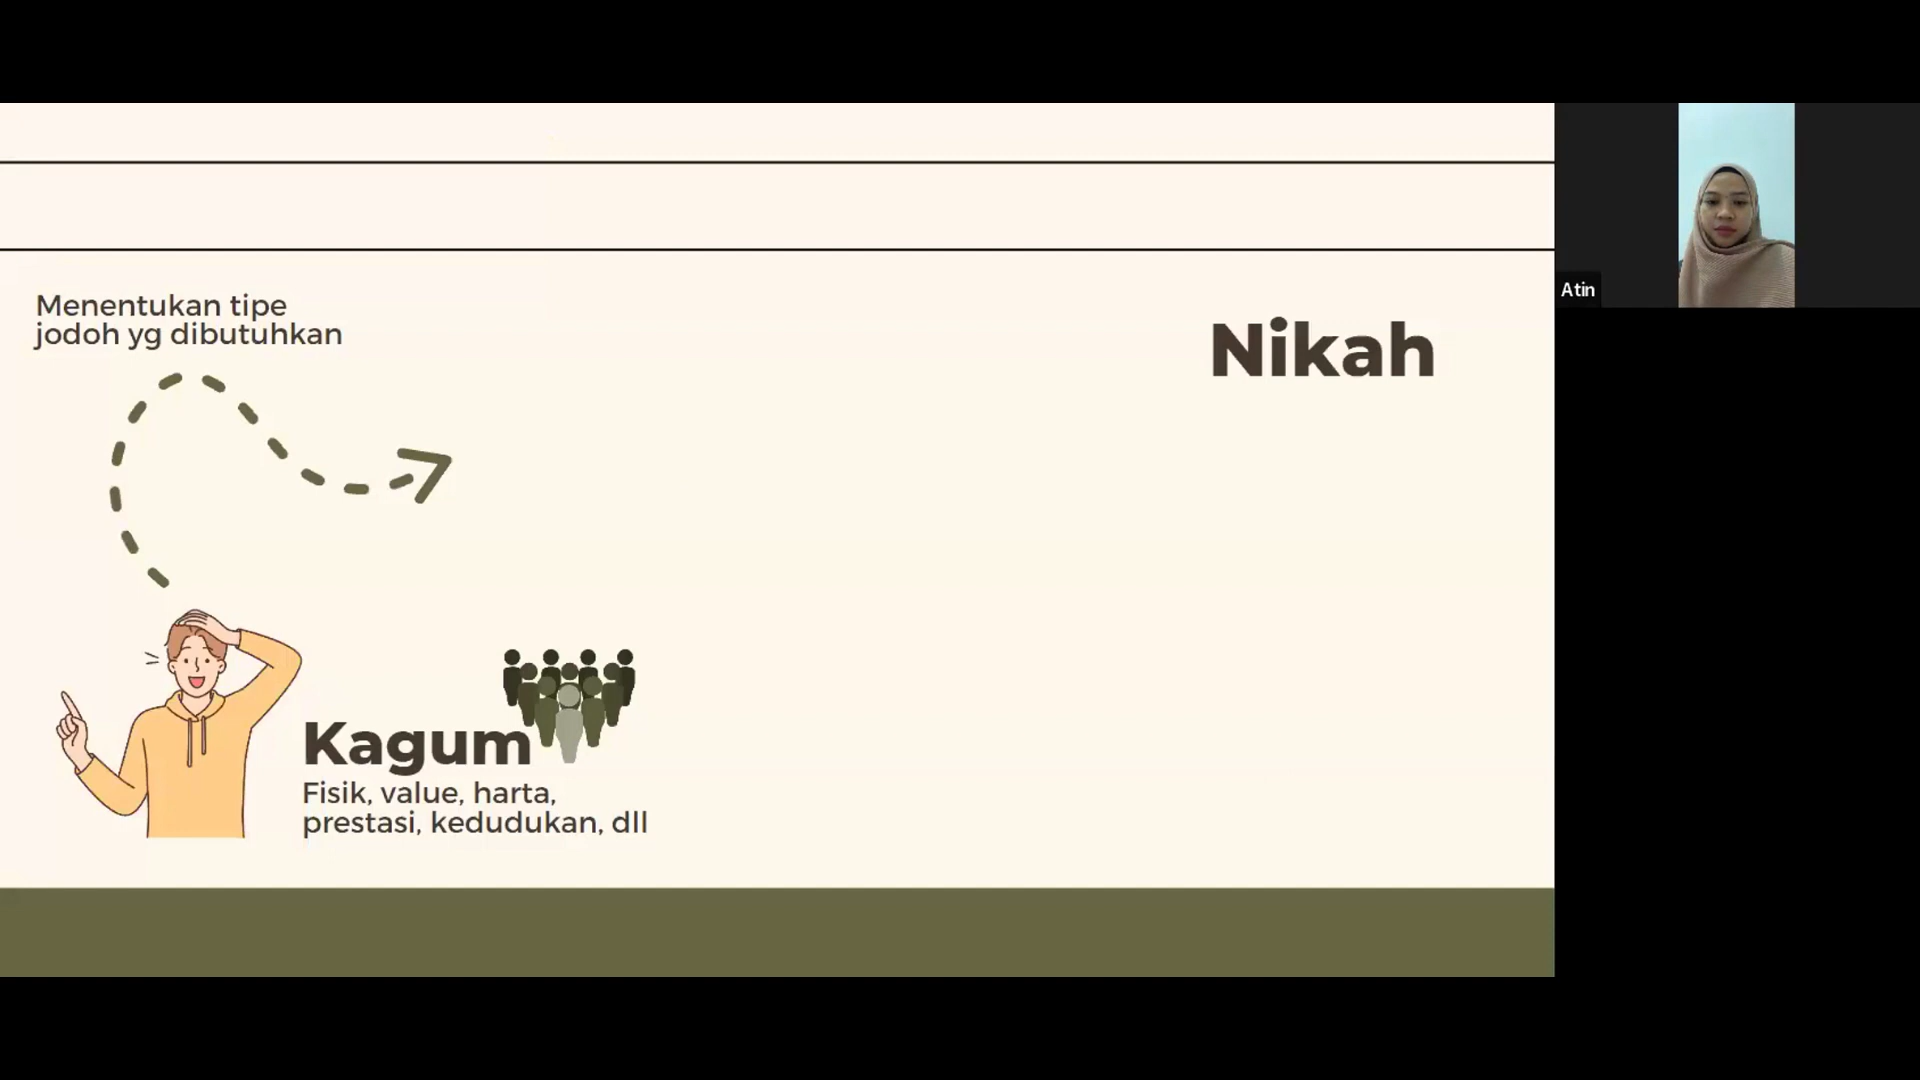 Menentukan tipe
jodoh yg dibutuhkan
Nikah
Atin
Kagum
Fisik, value, harta,
prestasi, kedudukan, dll